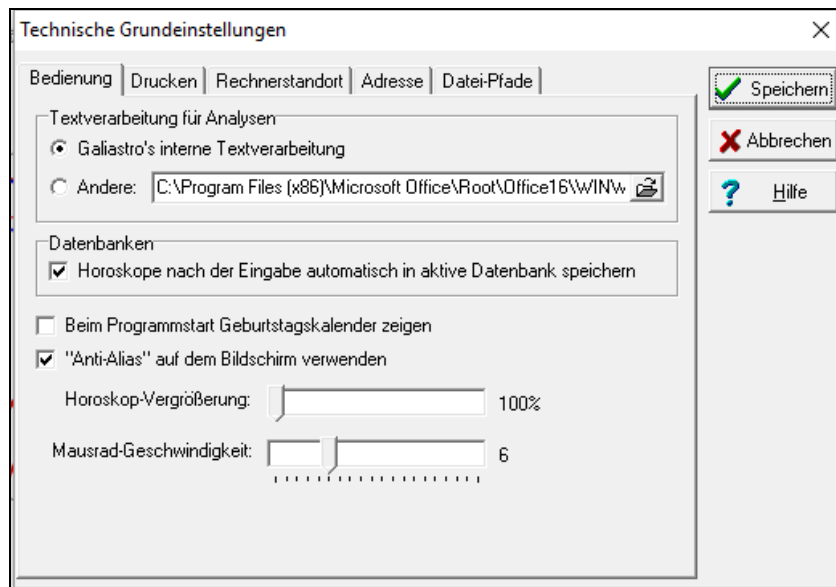 Technische Grundeinstellungen
Bedienung Drucken Rechnerstandort Adresse Datei-Pfade
Speichern
Abbrechen
Hilfe
Textverarbeitung für Analysen
Galiastro's interne Textverarbeitung
Andere: C:\Program Files (x86)\Microsoft Office\Root\Office16\\WINW
Datenbanken
Horoskope nach der Eingabe automatisch in aktive Datenbank speichern
Beim Programmstart Geburtstagskalender zeigen
"Anti-Alias" auf dem Bildschirm verwenden
Horoskop-Vergrößerung: 100%
Mausrad-Geschwindigkeit: 6